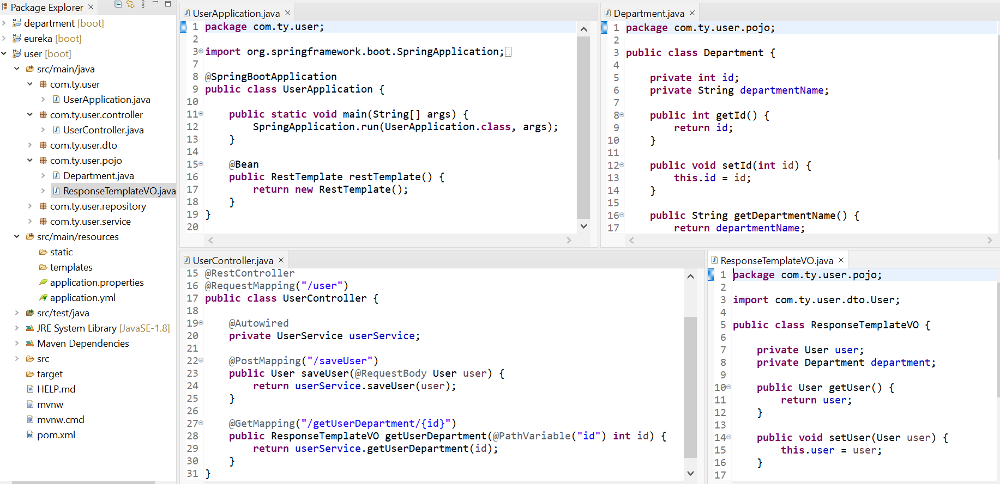 Package Explorer
department [boot]
eureka [boot]
user [boot]
src/main/java
com.ty.user
UserApplication.java
com.ty.user.controller
UserController.java
com.ty.user.dto
com.ty.user.pojo
Department.java
ResponseTemplateVO.java
com.ty.user.repository
com.ty.user.service
src/main/resources
static
templates
application.properties
application.yml
src/test/java
JRE System Library [JavaSE-1.8]
Maven Dependencies
src
target
HELP.md
mvnw
mvnw.cmd
pom.xml
UserApplication.java
1 package com.ty.user;
2
3 import org.springframework.boot.SpringApplication;
7
8 @SpringBootApplication
9 public class UserApplication {
10
11 public static void main(String[] args) {
12 SpringApplication.run(UserApplication.class, args);
13 }
14
15 @Bean
16 public RestTemplate restTemplate() {
17 return new RestTemplate();
18 }
19 }
20
Department.java
1 package com.ty.user.pojo;
2
3 public class Department {
4
5 private int id;
6 private String departmentName;
7
8 public int getId() {
9 return id;
10 }
11
12 public void setId(int id) {
13 this.id = id;
14 }
15
16 public String getDepartmentName() {
17 return departmentName;
UserController.java
15 @RestController
16 @RequestMapping("/user")
17 public class UserController {
18
19 @Autowired
20 private UserService userService;
21
22 @PostMapping("/saveUser")
23 public User saveUser(@RequestBody User user) {
24 return userService.saveUser(user);
25 }
26
27 @GetMapping("/getUserDepartment/{id}")
28 public ResponseTemplateVO getUserDepartment(@PathVariable("id") int id) {
29 return userService.getUserDepartment(id);
30 }
31 }
ResponseTemplateVO.java
1 package com.ty.user.pojo;
2
3 import com.ty.user.dto.User;
4
5 public class ResponseTemplateVO {
6
7 private User user;
8 private Department department;
9
10 public User getUser() {
11 return user;
12 }
13
14 public void setUser(User user) {
15 this.user = user;
16 }
17